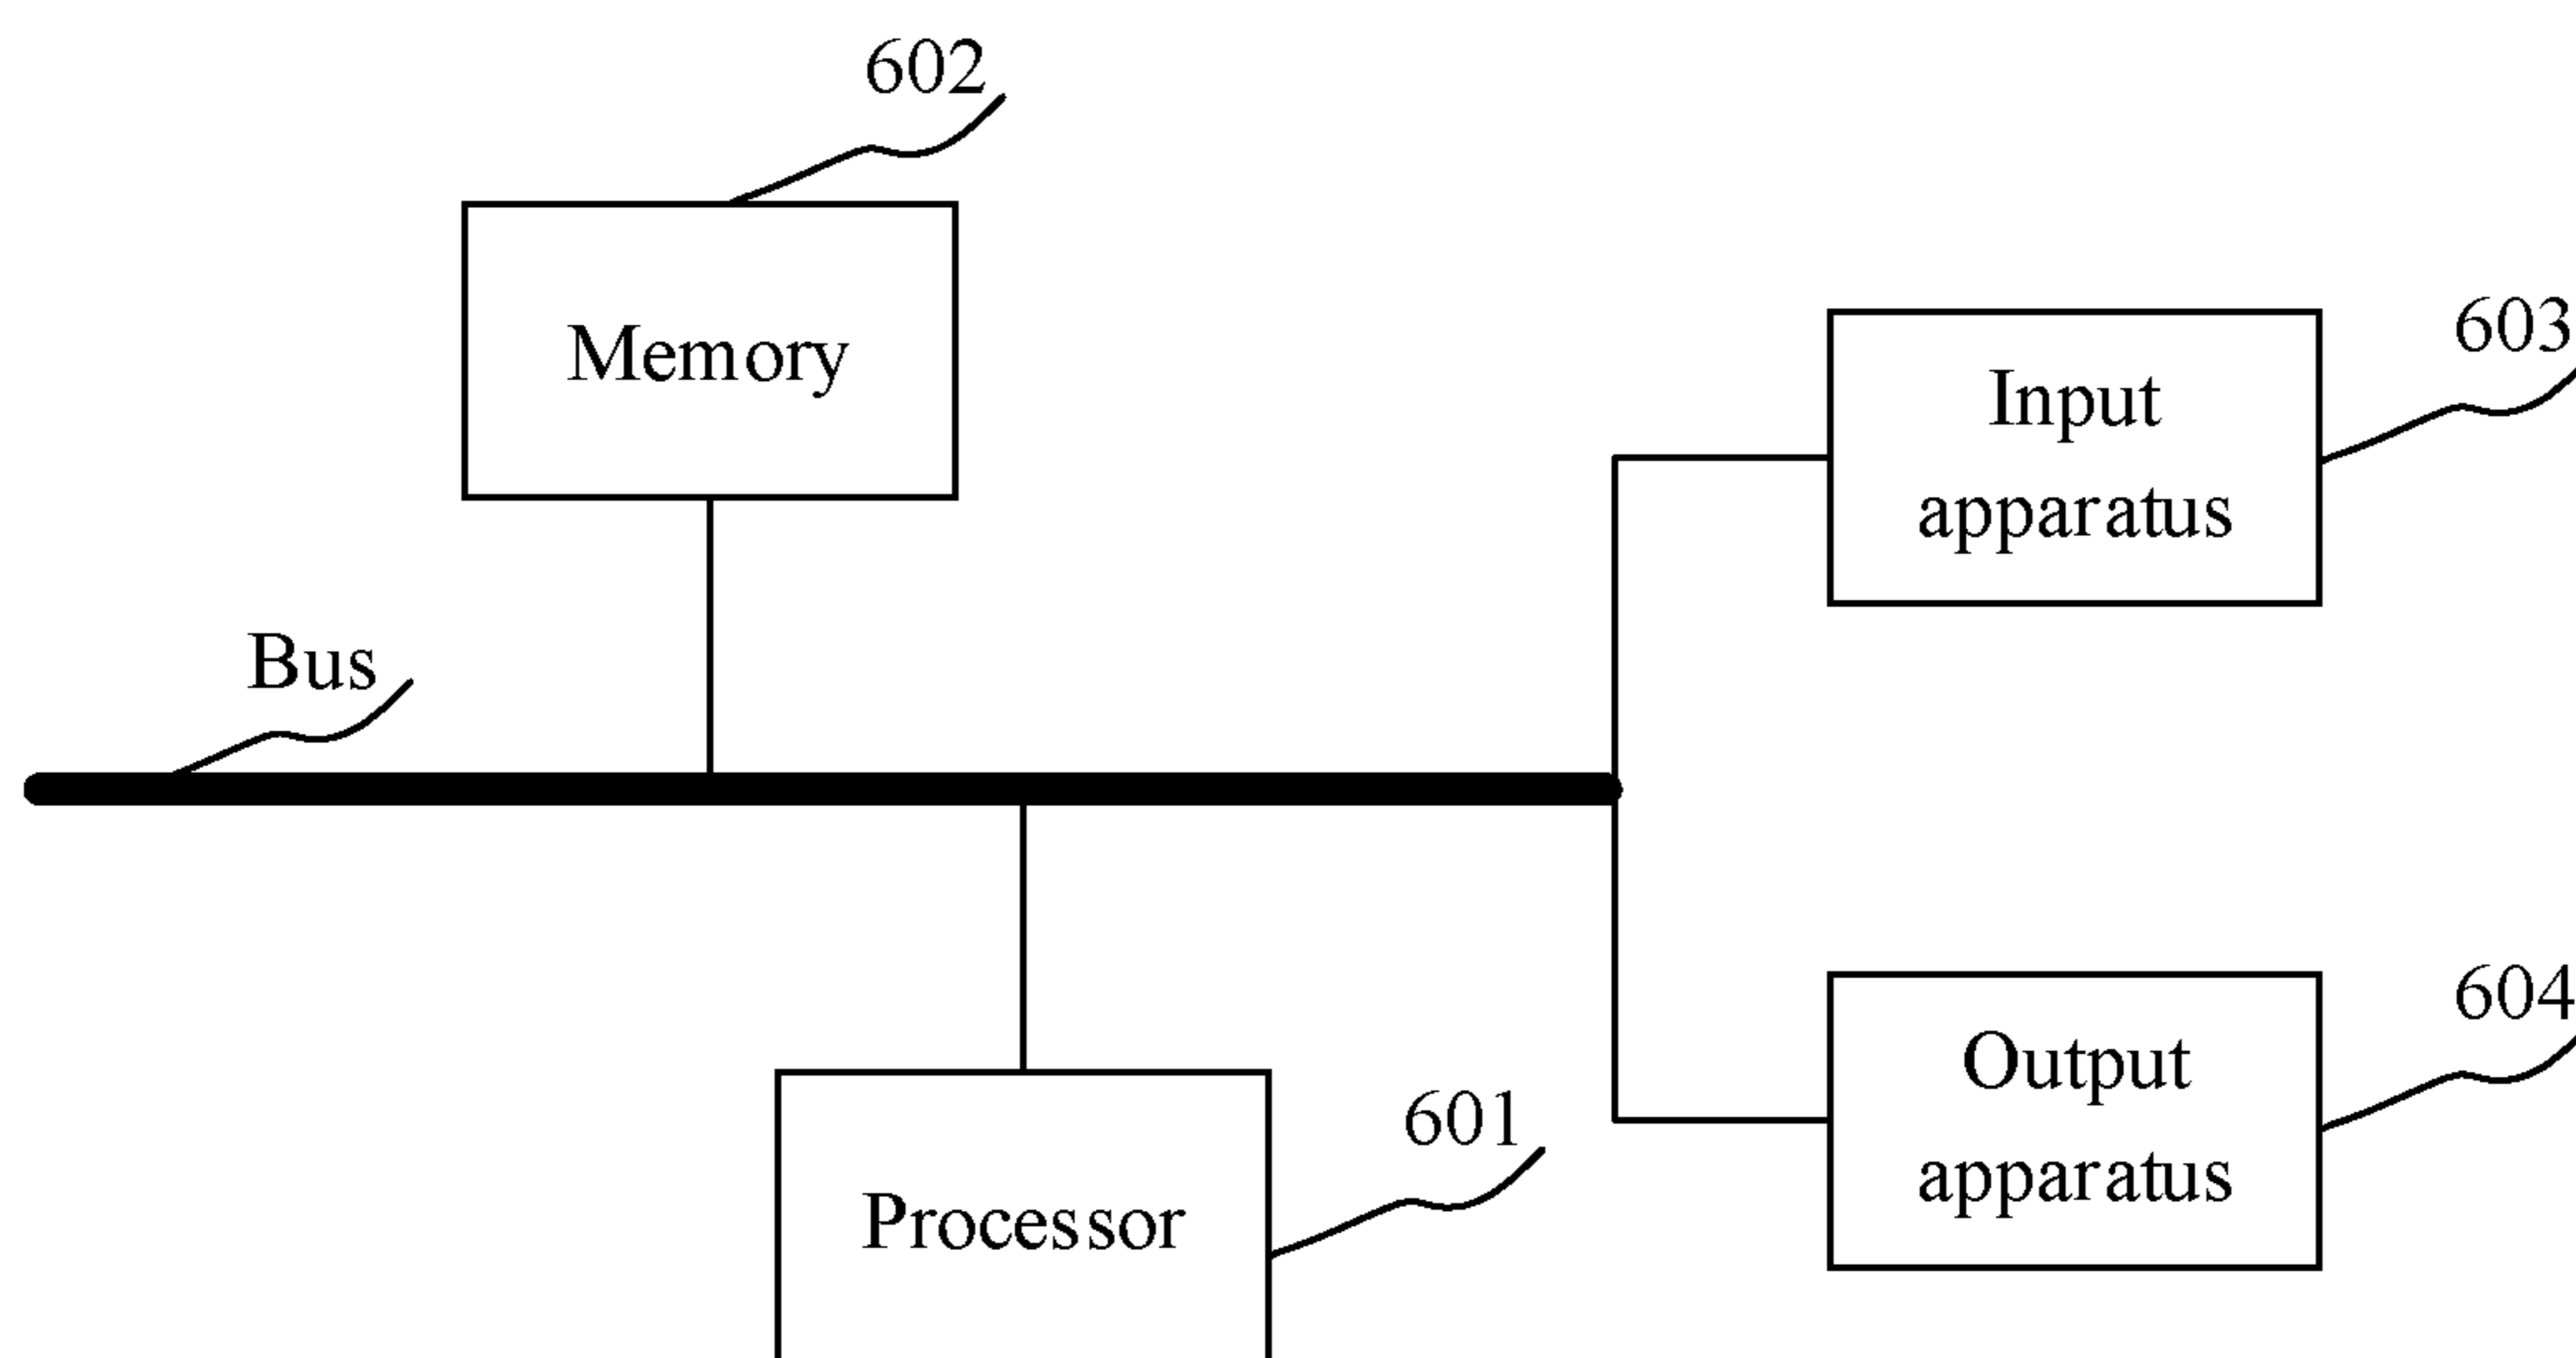 602
Memory
603
Input
apparatus
Bus
604
Output
apparatus
601
Processor